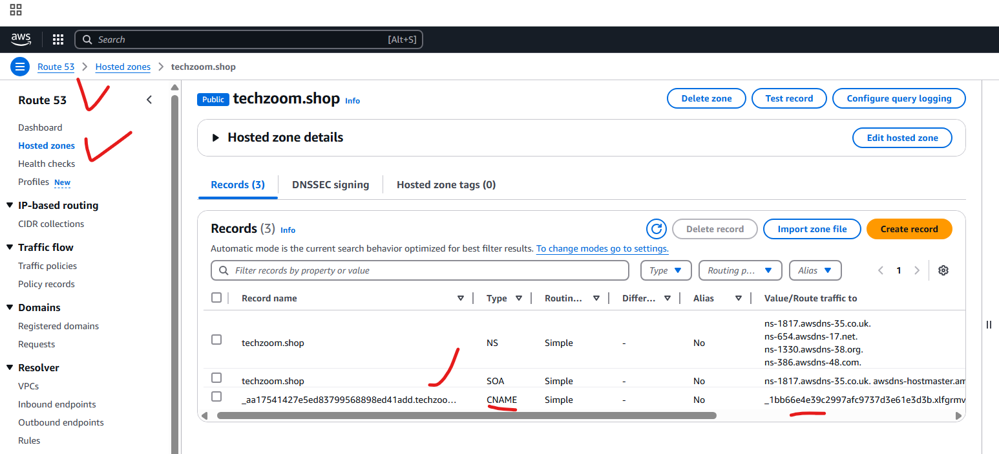 aws
Search [Alt+S]
Route 53 > Hosted zones > techzoom.shop
Route 53
Dashboard
Hosted zones
Health checks
Profiles New
IP-based routing
CIDR collections
Traffic flow
Traffic policies
Policy records
Domains
Registered domains
Requests
Resolver
VPCs
Inbound endpoints
Outbound endpoints
Rules
Public techzoom.shop Info
Delete zone Test record Configure query logging
Hosted zone details
Edit hosted zone
Records (3) DNSSEC signing Hosted zone tags (0)
Records (3) Info
Delete record Import zone file Create record
Automatic mode is the current search behavior optimized for best filter results. To change modes go to settings.
Filter records by property or value Type Routing p... Alias 1
Record name Type Routin... Differ... Alias Value/Route traffic to
ns-1817.awsdns-35.co.uk.
ns-654.awsdns-17.net.
techzoom.shop NS Simple - No
ns-1330.awsdns-38.org.
ns-386.awsdns-48.com.
techzoom.shop SOA Simple - No ns-1817.awsdns-35.co.uk. awsdns-hostmaster.am
_aa17541427e5ed83799568898ed41add.techzoo... CNAME Simple - No _1bb66e4e39c2997afc9737d3e61e3d3b.xlfgrmv